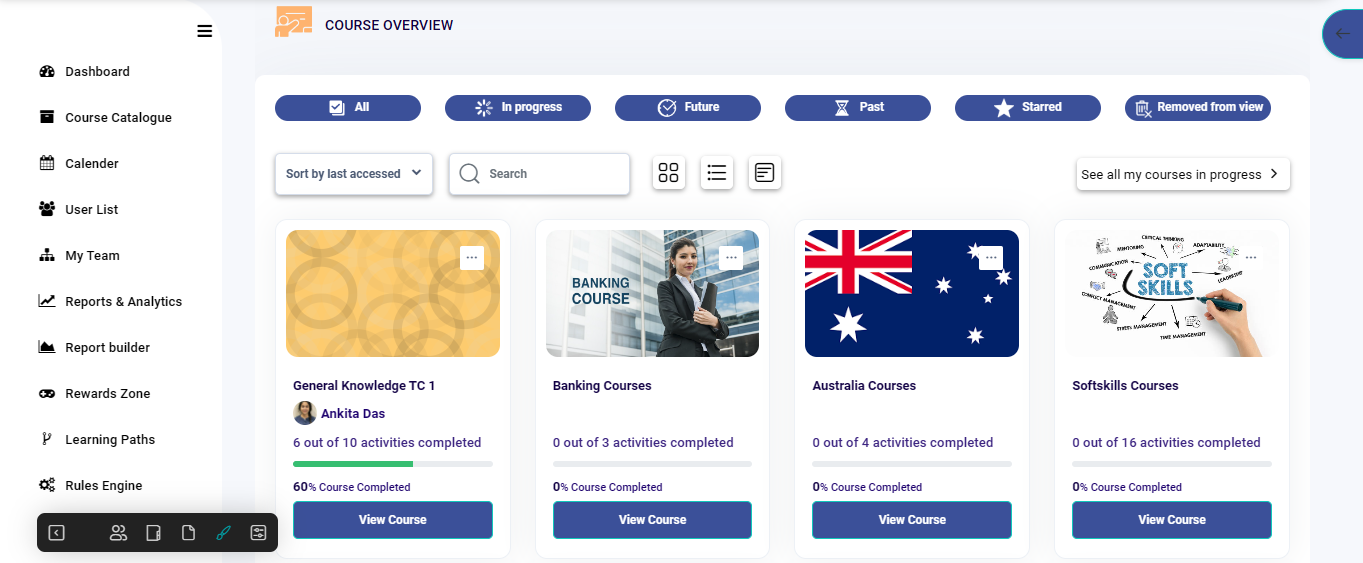 COURSE OVERVIEW
Dashboard
Course Catalogue
Calender
User List
My Team
Reports & Analytics
Report builder
Rewards Zone
Learning Paths
Rules Engine
All
In progress
Future
Past
Starred
Removed from view
Sort by last accessed
Search
See all my courses in progress
General Knowledge TC 1
Ankita Das
6 out of 10 activities completed
60% Course Completed
View Course
BANKING
COURSE
Banking Courses
0 out of 3 activities completed
0% Course Completed
View Course
Australia Courses
0 out of 4 activities completed
0% Course Completed
View Course
CRITICAL THINKING
MENTORING
ADAPTABILITY
COMMUNICATION
SOFT
SKILLS
LEADERSHIP
CONFLICT MANAGEMENT
STRESS MANAGEMENT
TIME MANAGEMENT
Softskills Courses
0 out of 16 activities completed
0% Course Completed
View Course